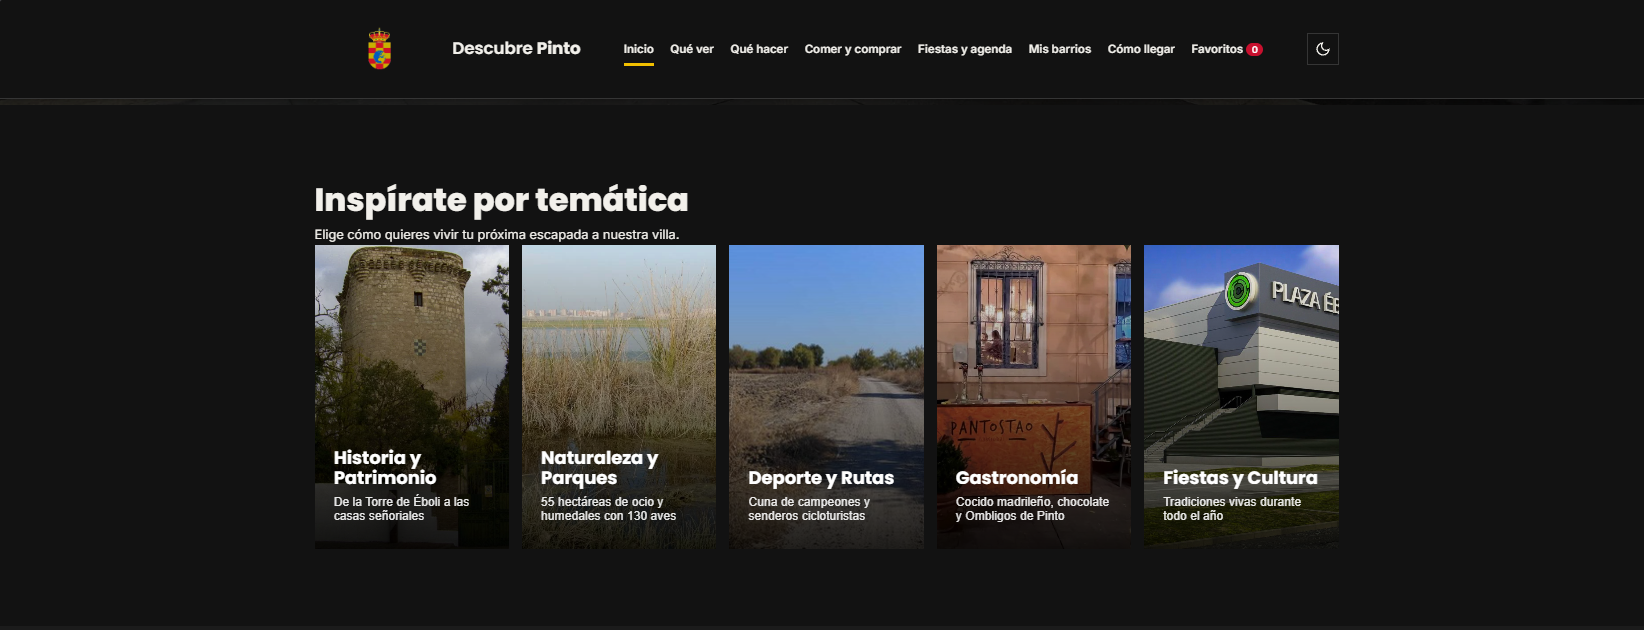 Descubre Pinto
Inicio Qué ver Qué hacer Comer y comprar Fiestas y agenda Mis barrios Cómo llegar Favoritos 0
Inspírate por temática
Elige cómo quieres vivir tu próxima escapada a nuestra villa.
PLAZA ÉB
PANTOSTAO
Historia y
Patrimonio
De la Torre de Éboli a las
casas señoriales
Naturaleza y
Parques
55 hectáreas de ocio y
humedales con 130 aves
Deporte y Rutas
Cuna de campeones y
senderos cicloturistas
Gastronomía
Cocido madrileño, chocolate
y Ombligos de Pinto
Fiestas y Cultura
Tradiciones vivas durante
todo el año